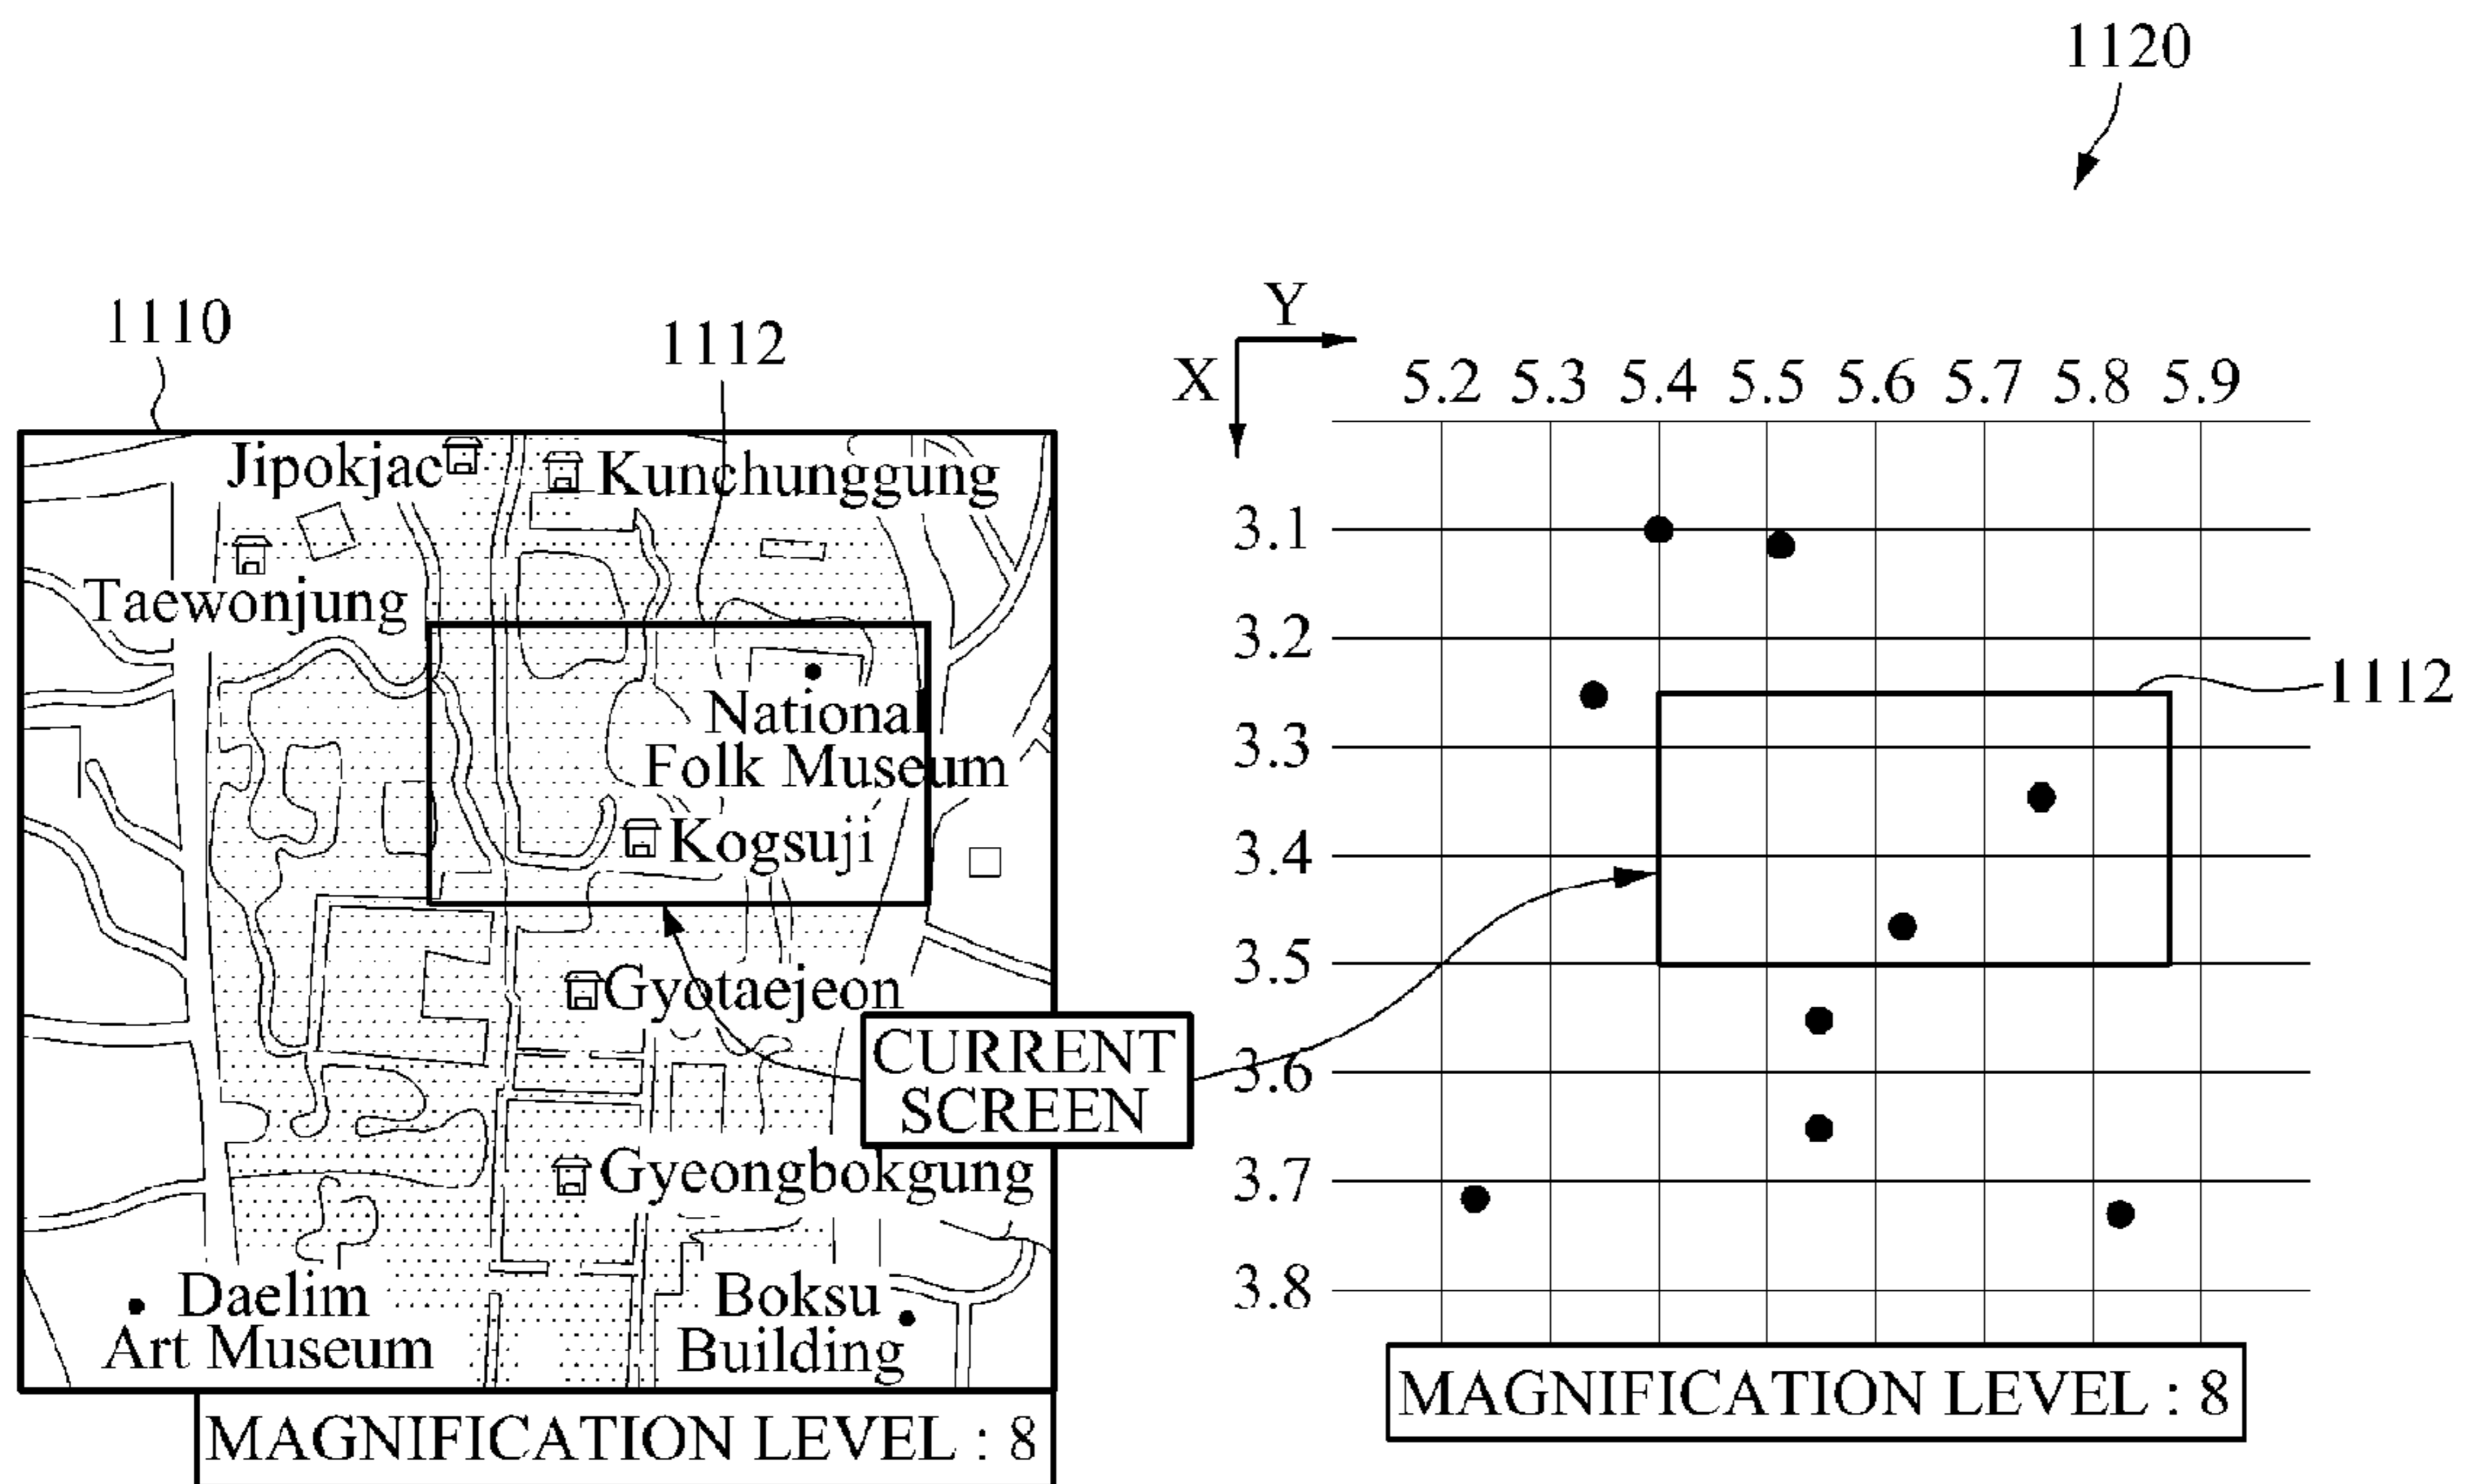 1120
1110
1112
Jipokjac
Kunchunggung
Taewonjung
National
Folk Museum
Kogsuji
Gyotaejeon
CURRENT
SCREEN
Gyeongbokgung
Daelim
Art Museum
Boksu
Building
MAGNIFICATION LEVEL : 8
Y
X
5.2 5.3 5.4 5.5 5.6 5.7 5.8 5.9
3.1
3.2
3.3
3.4
3.5
3.6
3.7
3.8
1112
MAGNIFICATION LEVEL : 8